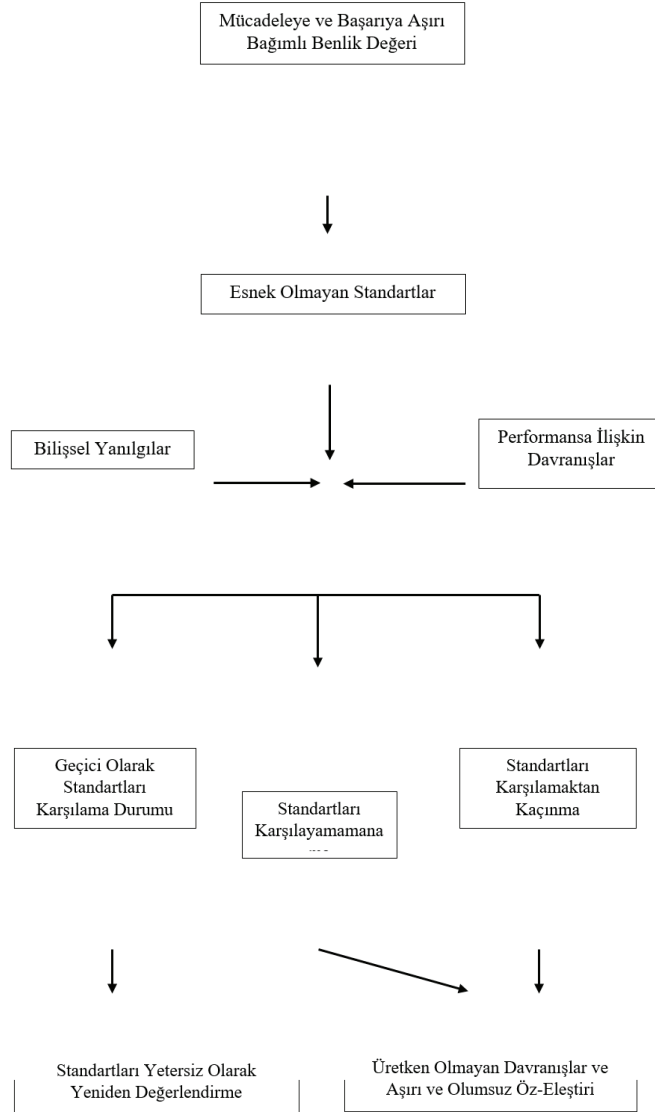 Mücadeleye ve Başarıya Aşırı
Bağımlı Benlik Değeri
Esnek Olmayan Standartlar
Bilişsel Yanılgılar
Performansa İlişkin
Davranışlar
Geçici Olarak
Standartları
Karşılama Durumu
Standartları
Karşılayamamana
Standartları
Karşılamaktan
Kaçınma
Standartları Yetersiz Olarak
Yeniden Değerlendirme
Üretken Olmayan Davranışlar ve
Aşırı ve Olumsuz Öz-Eleştiri